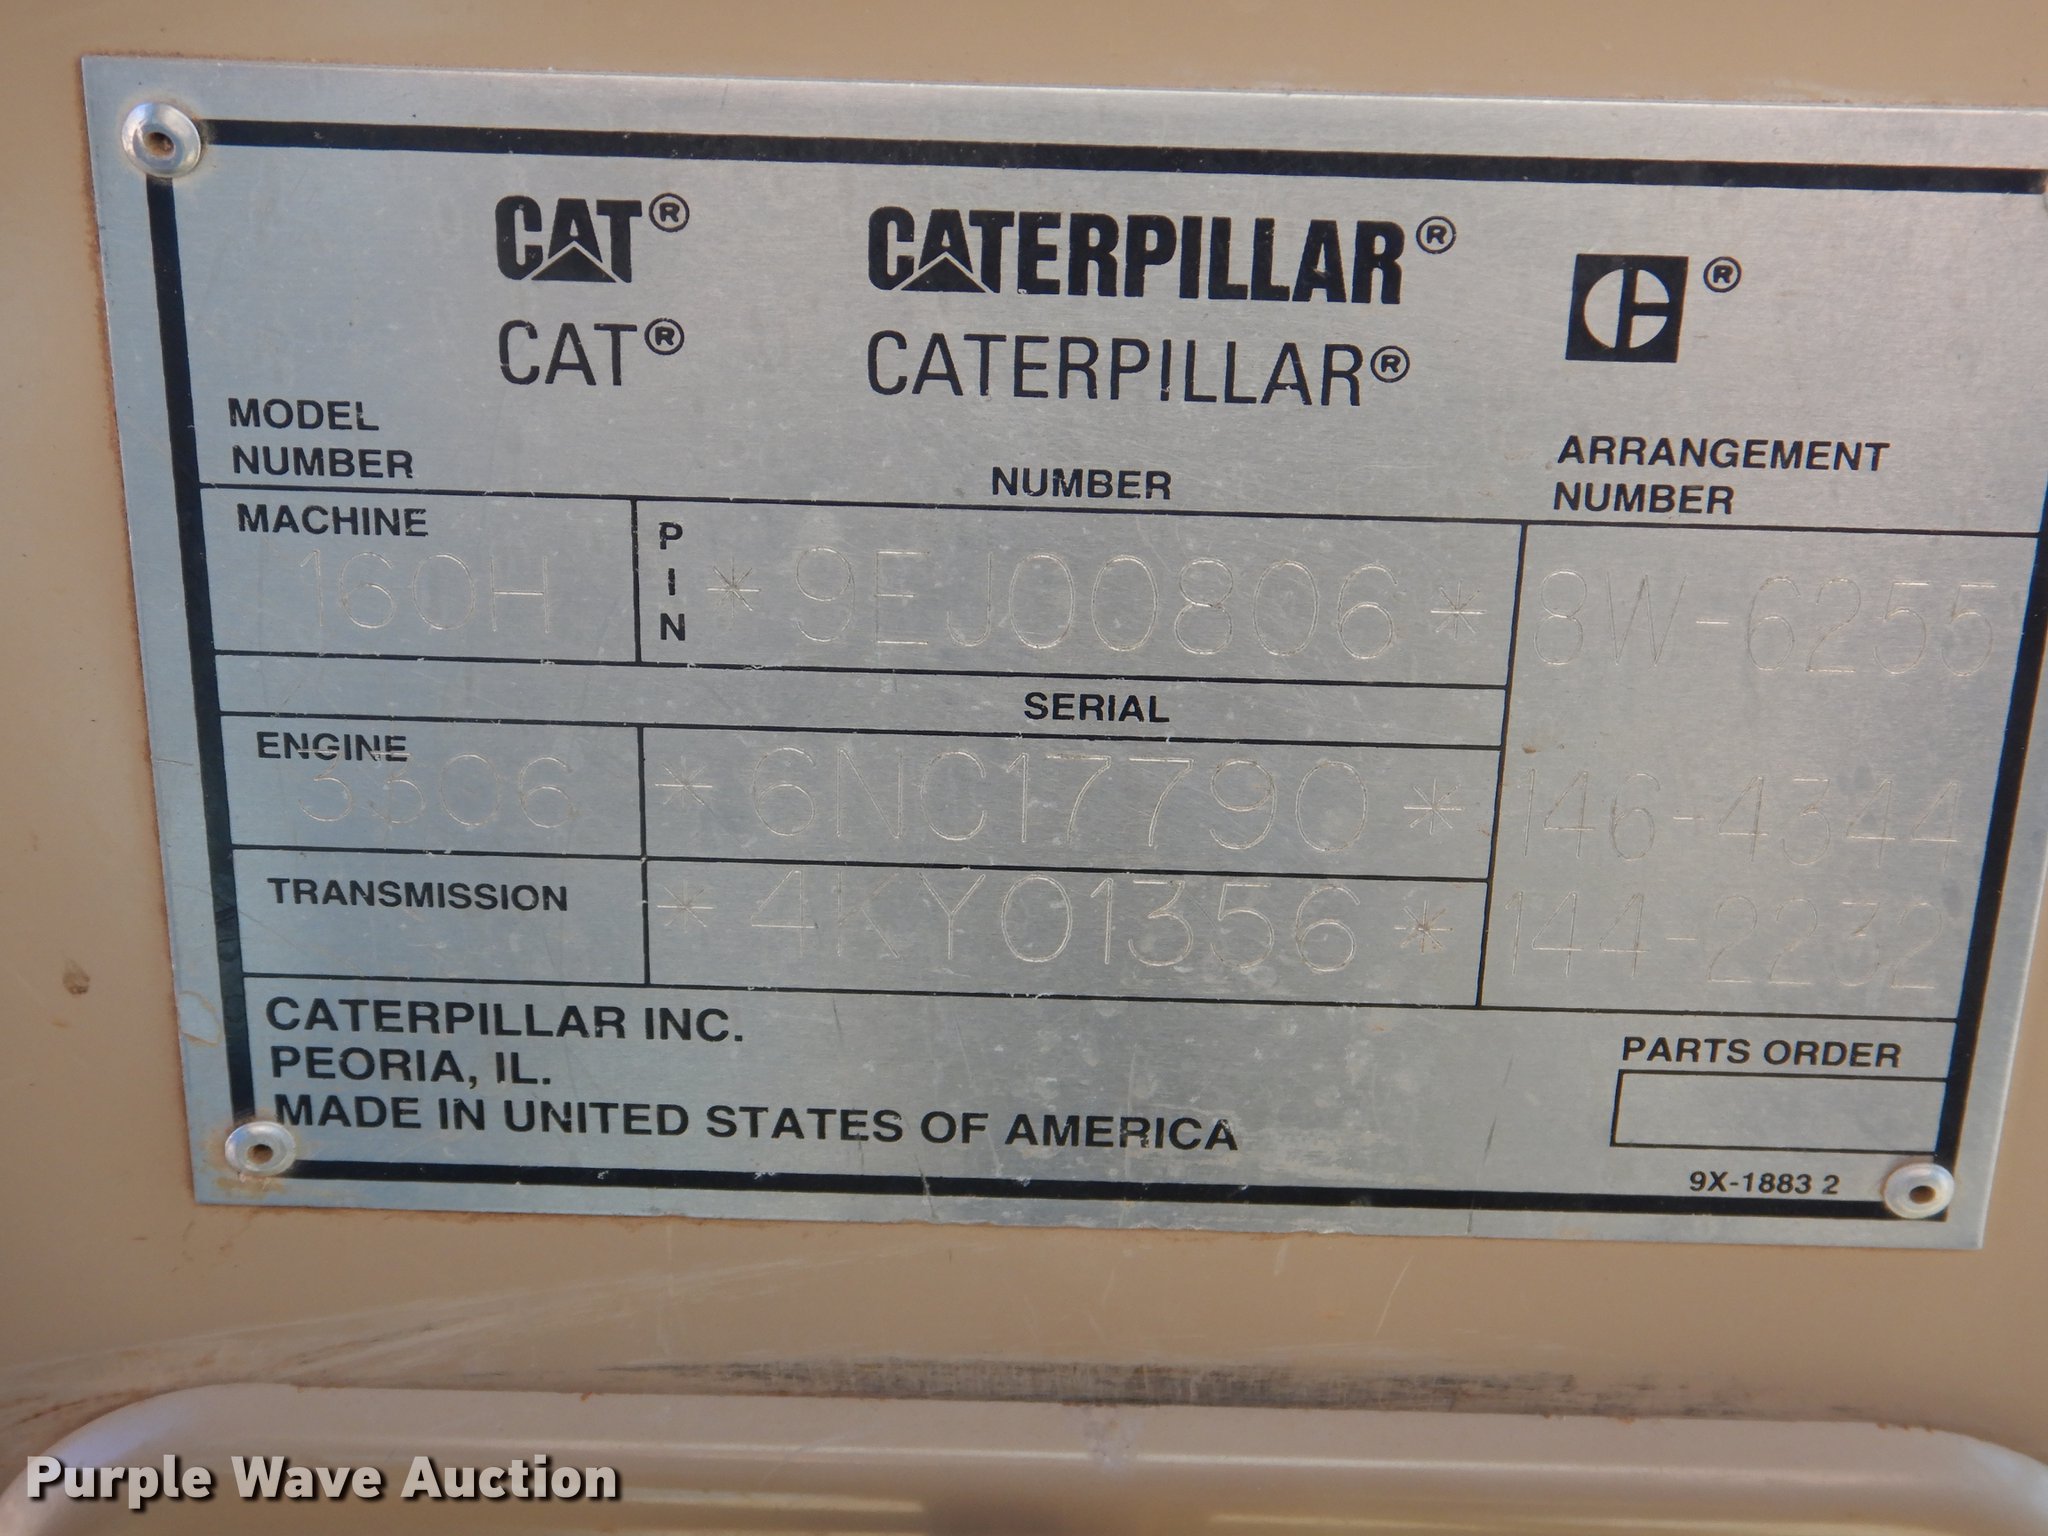 CAT® CATERPILLAR® ®
CAT® CATERPILLAR®
MODEL
NUMBER
NUMBER
ARRANGEMENT
NUMBER
MACHINE
160H
PIN
*9EJ00806*
8W-6255
SERIAL
ENGINE
3306
*6NC17790*
146-4344
TRANSMISSION
*4KY01356*
144-2232
CATERPILLAR INC.
PEORIA, IL.
MADE IN UNITED STATES OF AMERICA
PARTS ORDER
9X-1883 2
Purple Wave Auction